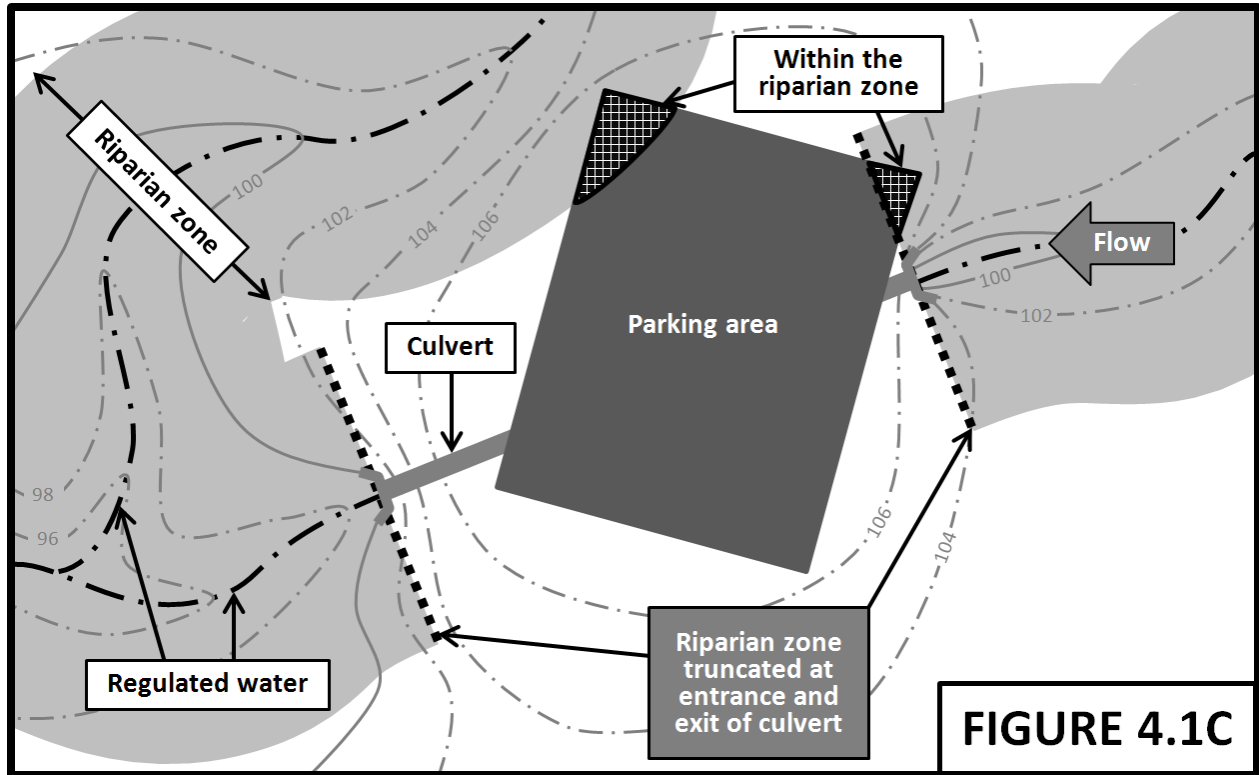 Within the
riparian zone
Riparian zone
100
102
104
106
Flow
100
102
Parking area
Culvert
98
96
106
104
Regulated water
Riparian zone
truncated at
entrance and
exit of culvert
FIGURE 4.1C